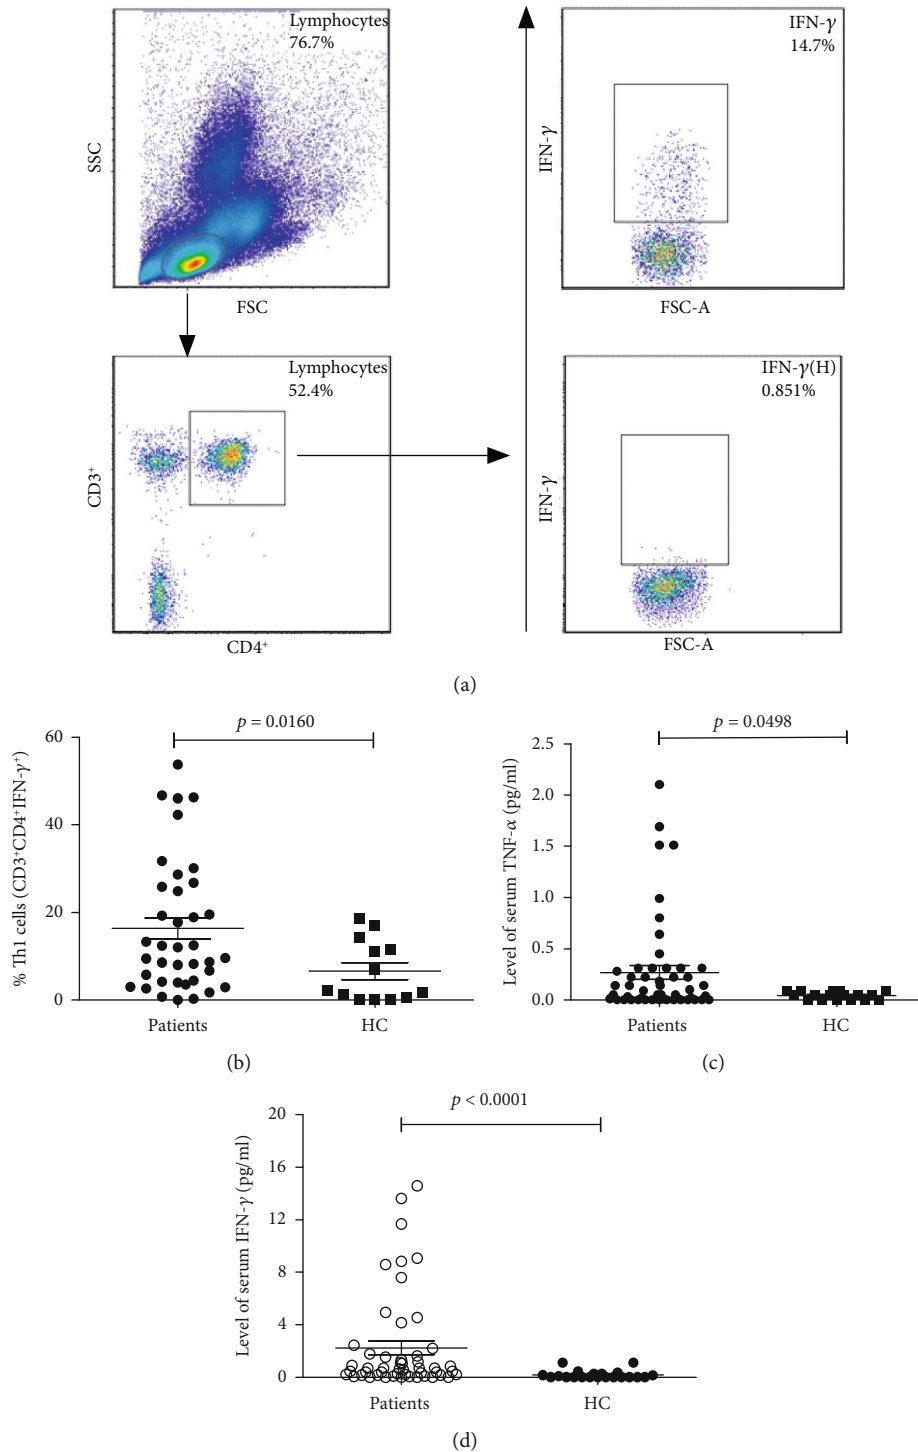 Lymphocytes
76.7%
SSC
FSC
IFN-γ
14.7%
IFN-γ
FSC-A
Lymphocytes
52.4%
CD3⁺
CD4⁺
IFN-γ(H)
0.851%
IFN-γ
FSC-A
(a)
p = 0.0160
60
40
20
0
% Th1 cells (CD3⁺CD4⁺IFN-γ⁺)
Patients
HC
(b)
p = 0.0498
2.5
2.0
1.5
1.0
0.5
0.0
Level of serum TNF-α (pg/ml)
Patients
HC
(c)
p < 0.0001
20
16
12
8
4
0
Level of serum IFN-γ (pg/ml)
Patients
HC
(d)